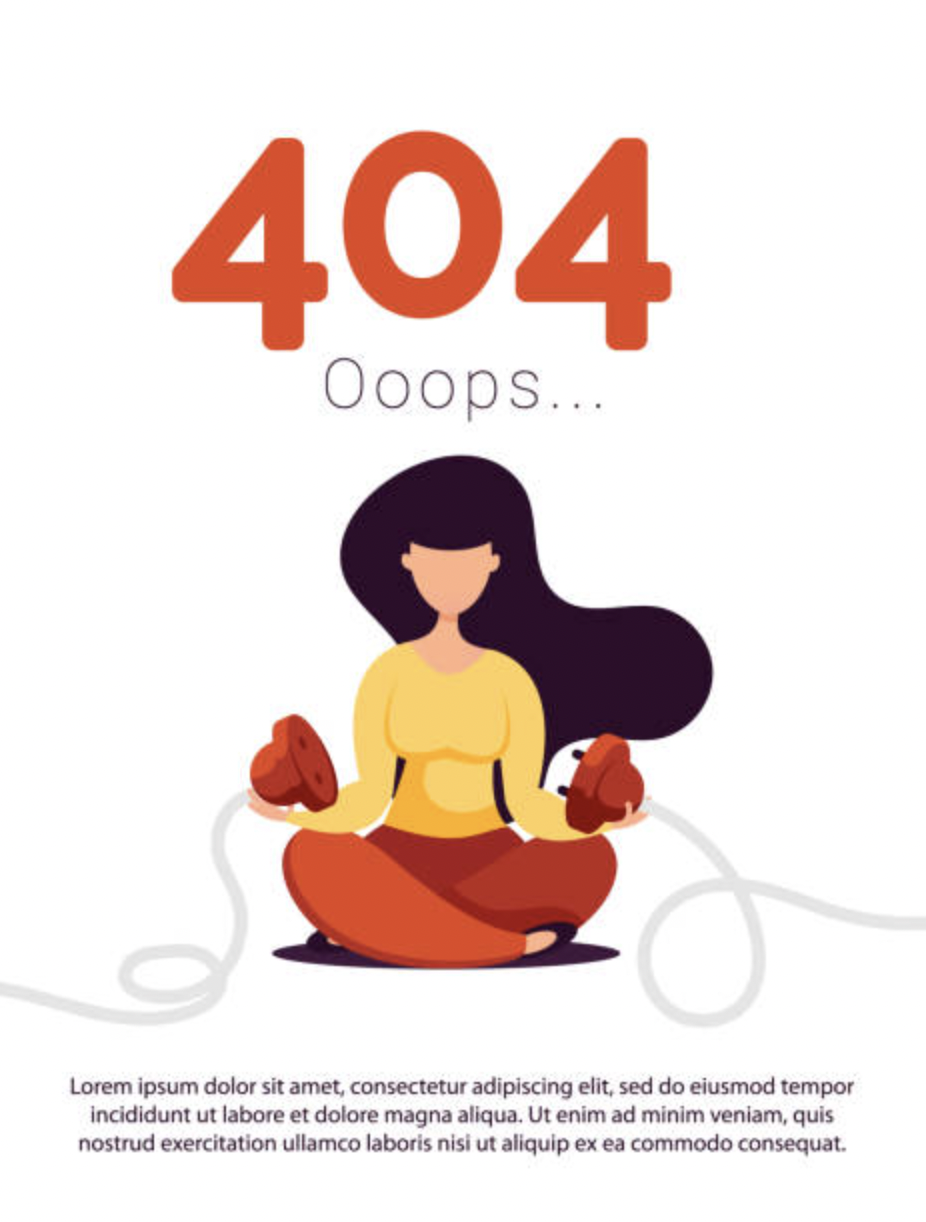 404
Ooops...
Lorem ipsum dolor sit amet, consectetur adipiscing elit, sed do eiusmod tempor
incididunt ut labore et dolore magna aliqua. Ut enim ad minim veniam, quis
nostrud exercitation ullamco laboris nisi ut aliquip ex ea commodo consequat.